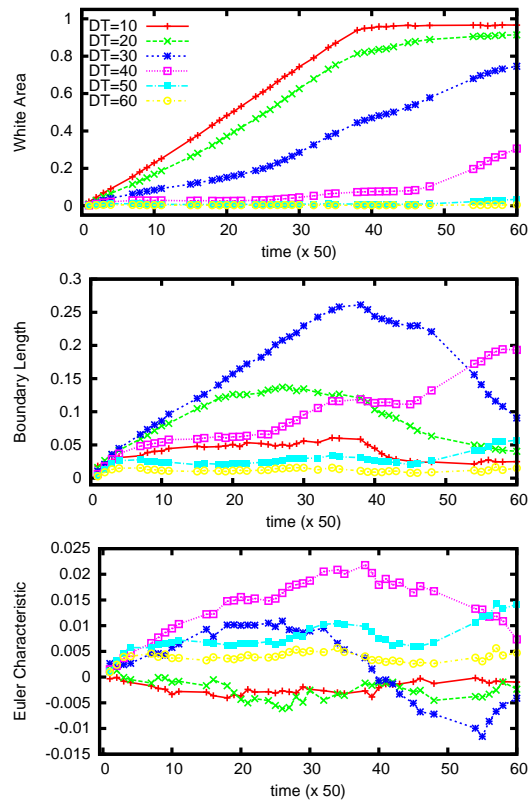 1
0.8
0.6
0.4
0.2
0
White Area
DT=10
DT=20
DT=30
DT=40
DT=50
DT=60
0 10 20 30 40 50 60
time (x 50)
0.3
0.25
0.2
0.15
0.1
0.05
0
Boundary Length
0 10 20 30 40 50 60
time (x 50)
0.025
0.02
0.015
0.01
0.005
0
-0.005
-0.01
-0.015
Euler Characteristic
0 10 20 30 40 50 60
time (x 50)